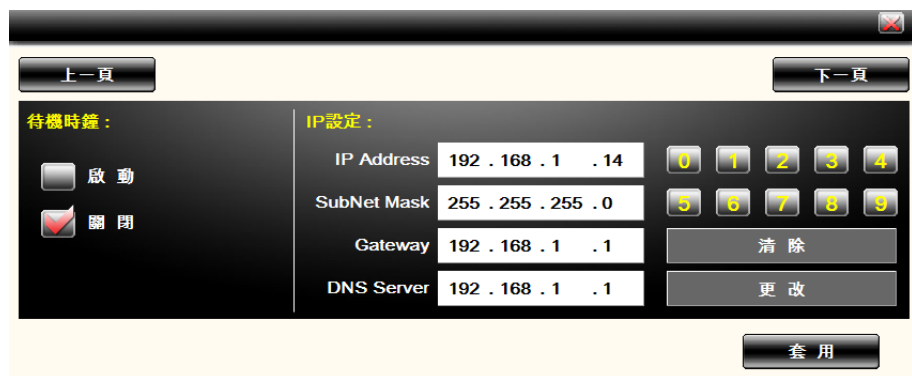 上一頁
下一頁
待機時鐘：
啟 動
關 閉
IP設定：
IP Address 192 . 168 . 1 . 14
SubNet Mask 255 . 255 . 255 . 0
Gateway 192 . 168 . 1 . 1
DNS Server 192 . 168 . 1 . 1
0 1 2 3 4
5 6 7 8 9
清 除
更 改
套 用